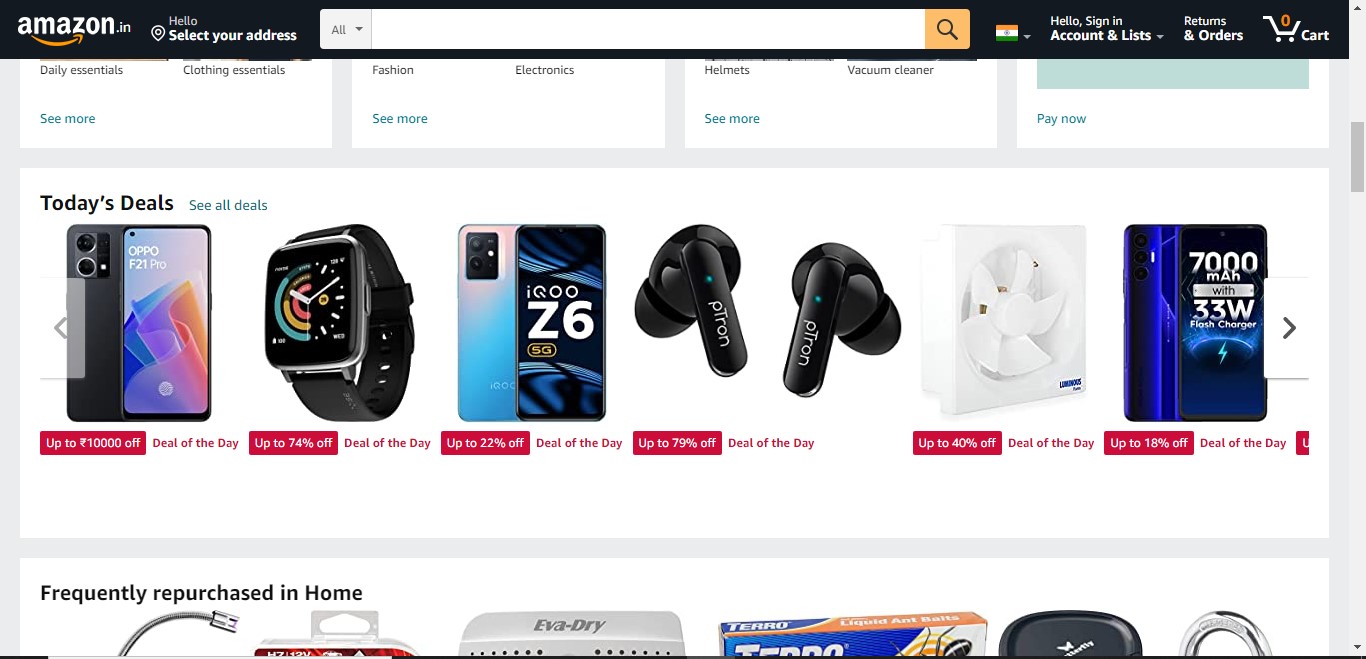 amazon.in
Hello
Select your address
All
Hello, Sign in
Account & Lists
Returns
& Orders
0
Cart
Daily essentials
Clothing essentials
Fashion
Electronics
Helmets
Vacuum cleaner
See more
See more
See more
Pay now
Today's Deals
See all deals
OPPO
F21 Pro
iQOO
Z6
5G
iQOO
pTron
pTron
LUMINOUS
7000
mAh
with
33W
Flash Charger
Up to ₹10000 off
Deal of the Day
Up to 74% off
Deal of the Day
Up to 22% off
Deal of the Day
Up to 79% off
Deal of the Day
Up to 40% off
Deal of the Day
Up to 18% off
Deal of the Day
U
Frequently repurchased in Home
Eva-Dry
TERRO
Liquid Ant Baits
TERRO